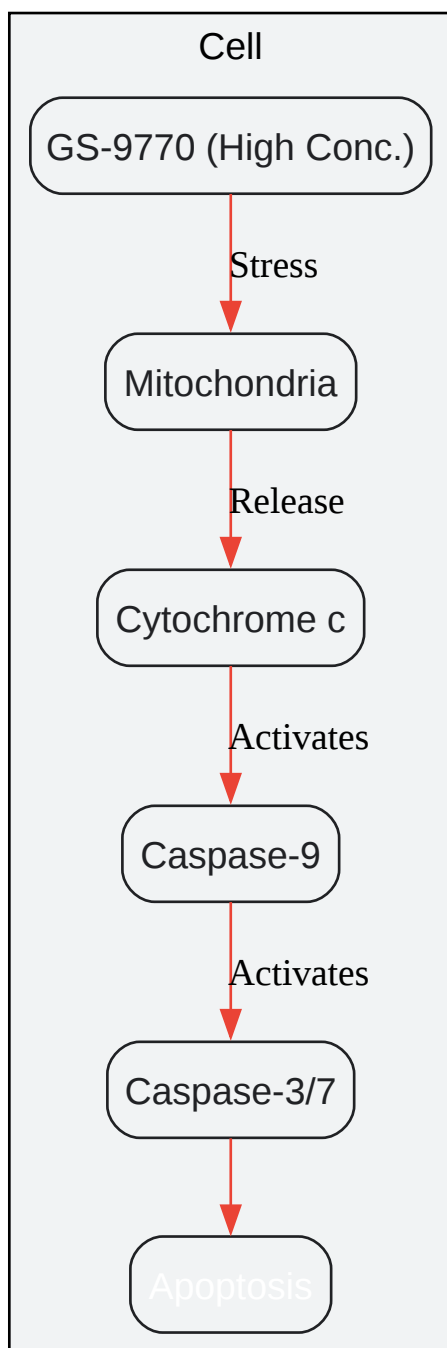 Cell
GS-9770 (High Conc.)
Stress
Mitochondria
Release
Cytochrome c
Activates
Caspase-9
Activates
Caspase-3/7
Apoptosis